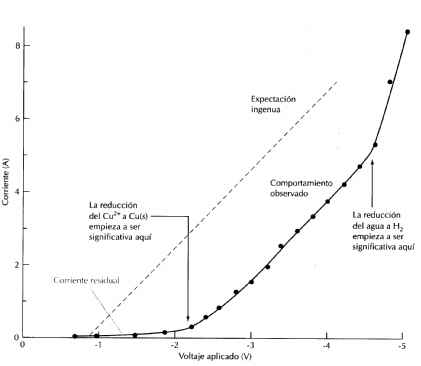 8
6
4
2
0
Corriente (A)
Expectación
ingenua
Comportamiento
observado
La reducción
del Cu²⁺ a Cu(s)
empieza a ser
significativa aquí
La reducción
del agua a H₂
empieza a ser
significativa aquí
Corriente residual
0
-1
-2
-3
-4
-5
Voltaje aplicado (V)